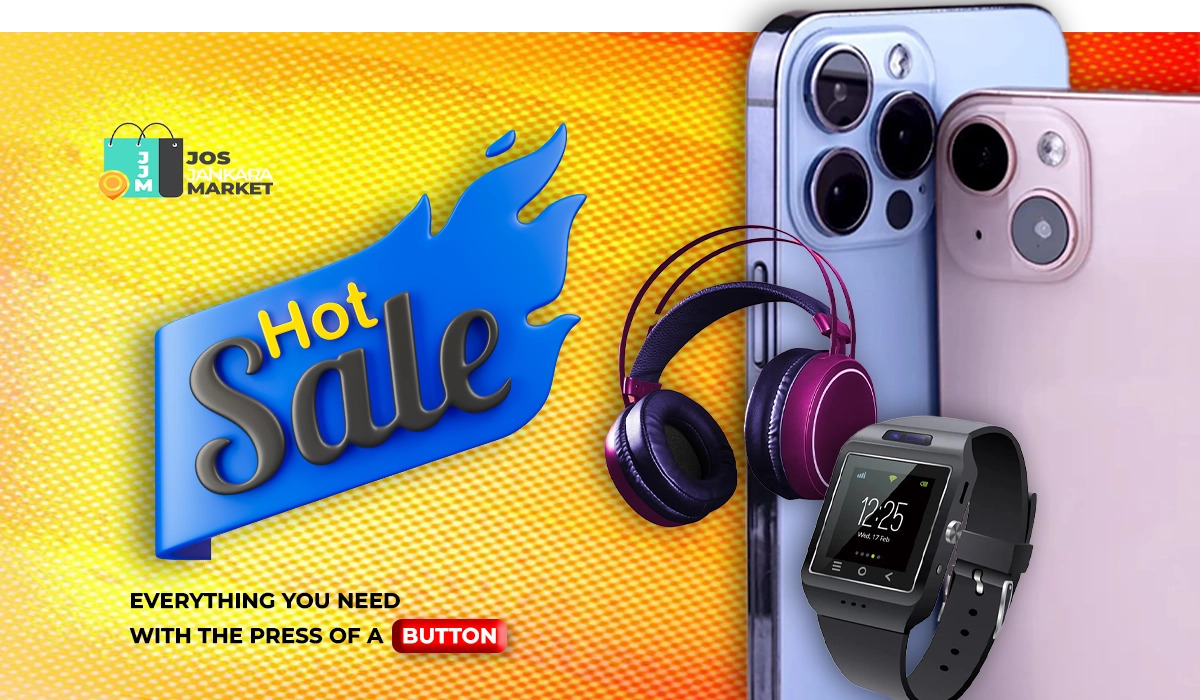 JJM
JOS
JANKARA
MARKET
Hot
Sale
12:25
Wed, 17 Feb
EVERYTHING YOU NEED
WITH THE PRESS OF A BUTTON